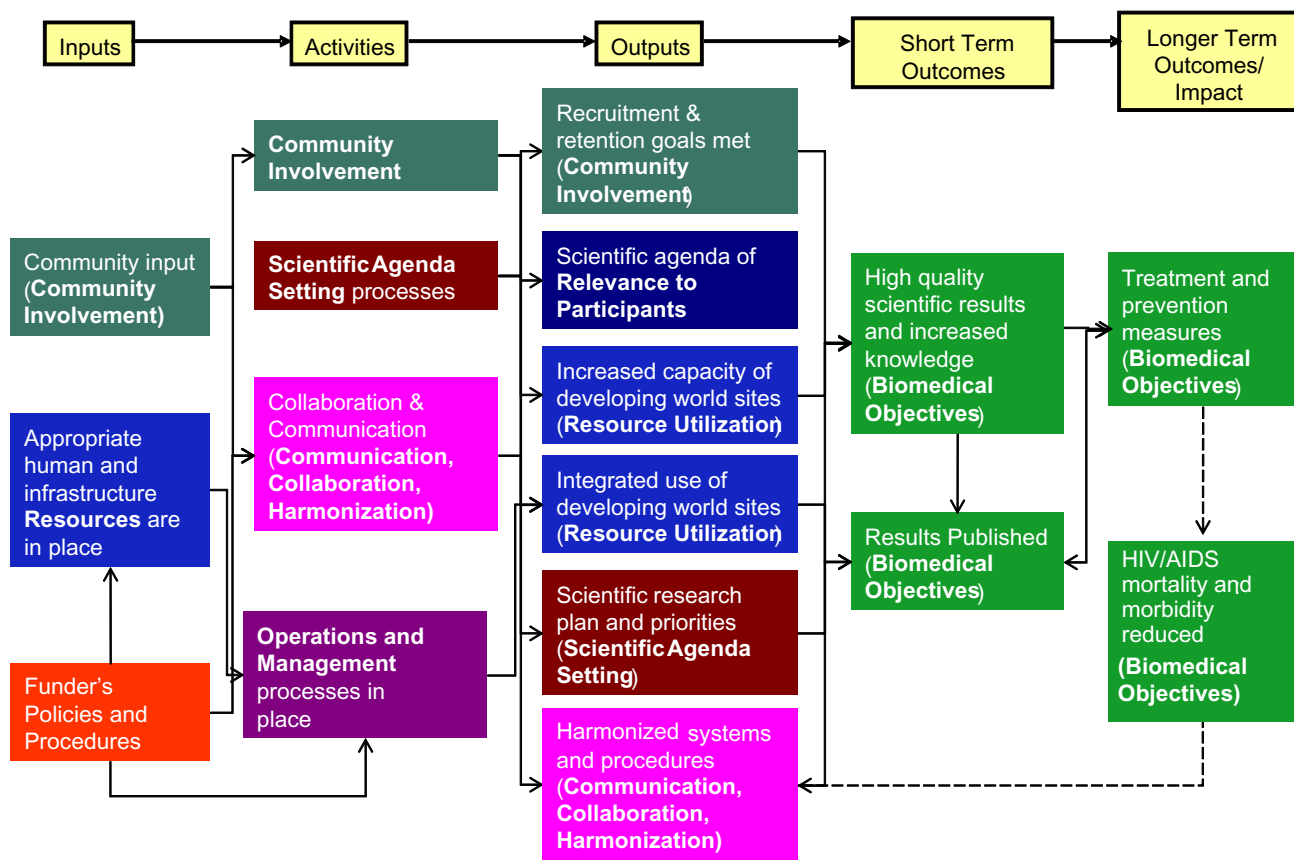 Inputs
Activities
Outputs
Short Term
Outcomes
Longer Term
Outcomes/
Impact
Community input
(Community
Involvement)
Appropriate
human and
infrastructure
Resources are
in place
Funder's
Policies and
Procedures
Community
Involvement
Scientific Agenda
Setting processes
Collaboration &
Communication
(Communication,
Collaboration,
Harmonization)
Operations and
Management
processes in
place
Recruitment &
retention goals met
(Community
Involvement)
Scientific agenda of
Relevance to
Participants
Increased capacity of
developing world sites
(Resource Utilization)
Integrated use of
developing world sites
(Resource Utilization)
Scientific research
plan and priorities
(Scientific Agenda
Setting)
Harmonized systems
and procedures
(Communication,
Collaboration,
Harmonization)
High quality
scientific results
and increased
knowledge
(Biomedical
Objectives)
Results Published
(Biomedical
Objectives)
Treatment and
prevention
measures
(Biomedical
Objectives)
HIV/AIDS
mortality and
morbidity
reduced
(Biomedical
Objectives)